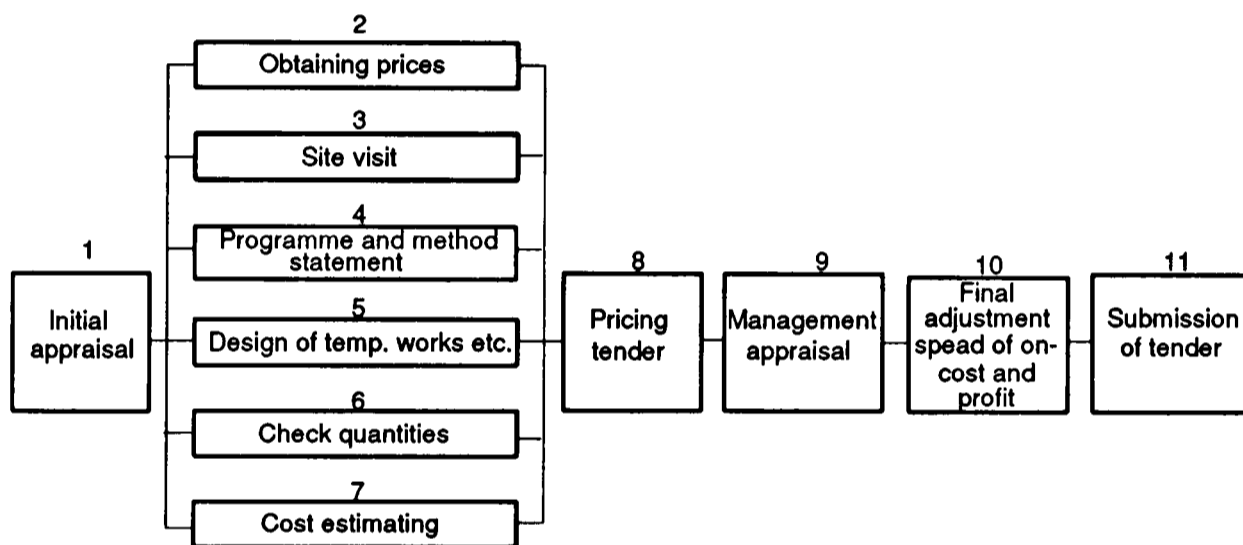 2
Obtaining prices
3
Site visit
4
Programme and method
statement
1
Initial
appraisal
5
Design of temp. works etc.
6
Check quantities
7
Cost estimating
8
Pricing
tender
9
Management
appraisal
10
Final
adjustment
spead of on-
cost and
profit
11
Submission
of tender